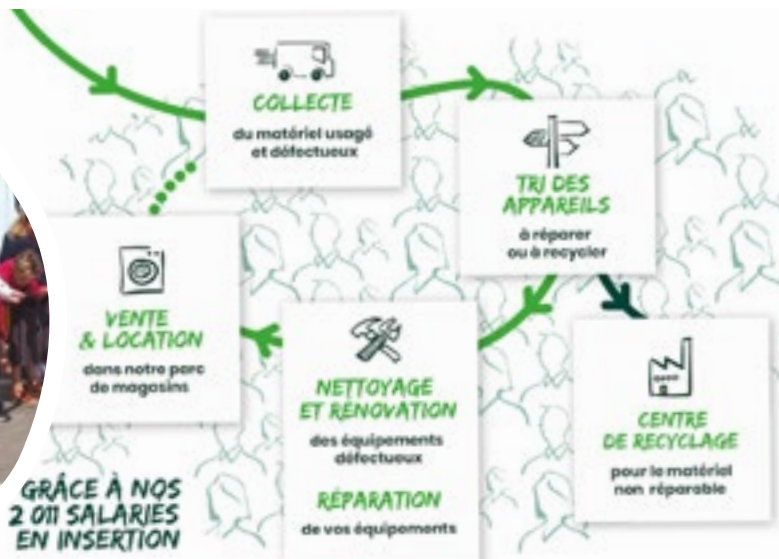 COLLECTE
du matériel usagé
et défectueux
TRI DES
APPAREILS
à réparer
ou à recycler
VENTE
& LOCATION
dans notre parc
de magasins
NETTOYAGE
ET RÉNOVATION
des équipements
défectueux
RÉPARATION
de vos équipements
CENTRE
DE RECYCLAGE
pour le matériel
non réparable
GRÂCE À NOS
2 011 SALARIÉS
EN INSERTION